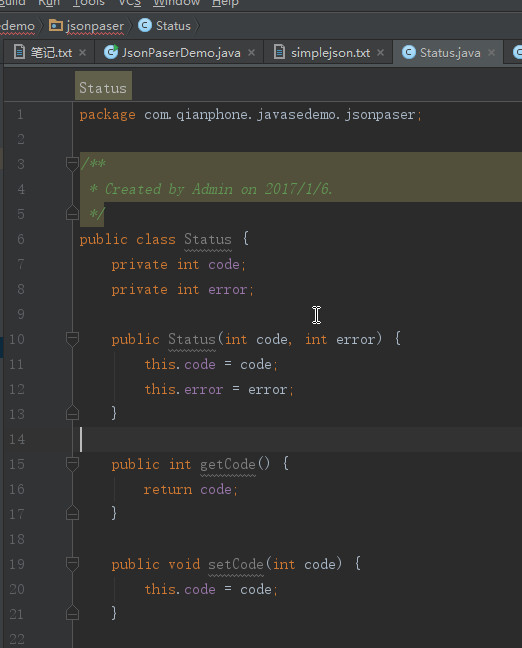 Run Tools VCS Window Help
jsonpaser Status
笔记.txt JsonPaserDemo.java simplejson.txt Status.java
Status
1 package com.qianphone.javasedemo.jsonpaser;
2
3 /**
4 * Created by Admin on 2017/1/6.
5 */
6 public class Status {
7 private int code;
8 private int error;
9
10 public Status(int code, int error) {
11 this.code = code;
12 this.error = error;
13 }
14
15 public int getCode() {
16 return code;
17 }
18
19 public void setCode(int code) {
20 this.code = code;
21 }
22